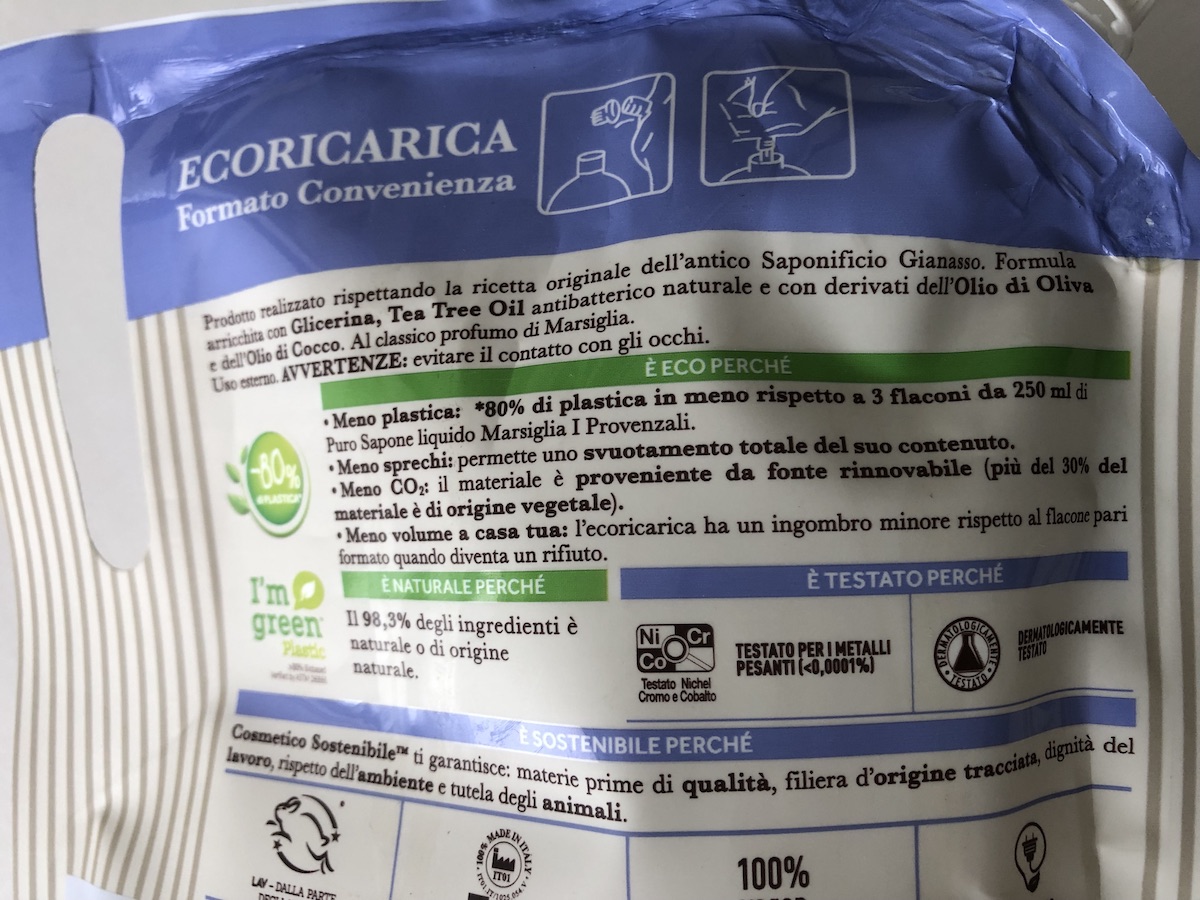 ECORICARICA
Formato Convenienza
Prodotto realizzato rispettando la ricetta originale dell'antico Saponificio Gianasso. Formula
arricchita con Glicerina, Tea Tree Oil antibatterico naturale e con derivati dell'Olio di Oliva
e dell'Olio di Cocco. Al classico profumo di Marsiglia.
Uso esterno. AVVERTENZE: evitare il contatto con gli occhi.
È ECO PERCHÉ
• Meno plastica: *80% di plastica in meno rispetto a 3 flaconi da 250 ml di
Puro Sapone liquido Marsiglia I Provenzali.
• Meno sprechi: permette uno svuotamento totale del suo contenuto.
• Meno CO₂: il materiale è proveniente da fonte rinnovabile (più del 30% del
materiale è di origine vegetale).
• Meno volume a casa tua: l'ecoricarica ha un ingombro minore rispetto al flacone pari
formato quando diventa un rifiuto.
-80%
di PLASTICA*
I'm
green
Plastic
È NATURALE PERCHÉ
Il 98,3% degli ingredienti è
naturale o di origine
naturale.
È TESTATO PERCHÉ
Ni Cr
Co
Testato Nichel
Cromo e Cobalto
TESTATO PER I METALLI
PESANTI (<0,0001%)
DERMATOLOGICAMENTE
• TESTATO •
DERMATOLOGICAMENTE
TESTATO
È SOSTENIBILE PERCHÉ
Cosmetico Sostenibile™ ti garantisce: materie prime di qualità, filiera d'origine tracciata, dignità del
lavoro, rispetto dell'ambiente e tutela degli animali.
LAV - DALLA PARTE
100% MADE IN ITALY
IT01
100%